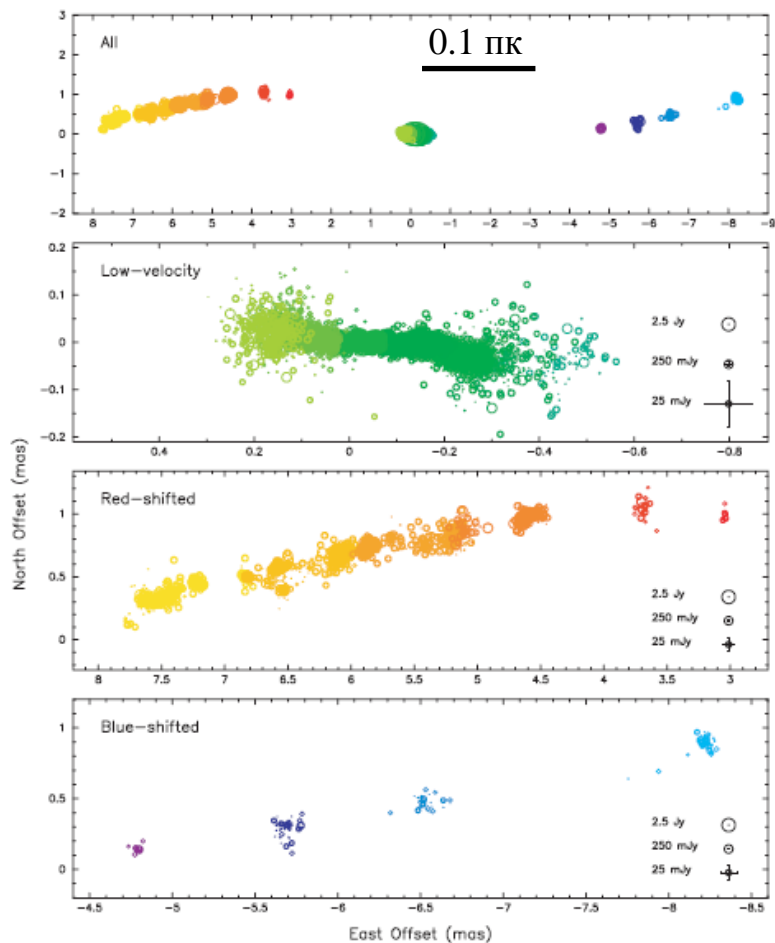 All
0.1 пк
3
2
1
0
−1
−2
8 7 6 5 4 3 2 1 0 −1 −2 −3 −4 −5 −6 −7 −8 −9
Low−velocity
0.2
0.1
0
−0.1
−0.2
2.5 Jy
250 mJy
25 mJy
0.4 0.2 0 −0.2 −0.4 −0.6 −0.8
North Offset (mas)
Red−shifted
1
0.5
0
2.5 Jy
250 mJy
25 mJy
8 7.5 7 6.5 6 5.5 5 4.5 4 3.5 3
Blue−shifted
1
0.5
0
2.5 Jy
250 mJy
25 mJy
−4.5 −5 −5.5 −6 −6.5 −7 −7.5 −8 −8.5
East Offset (mas)